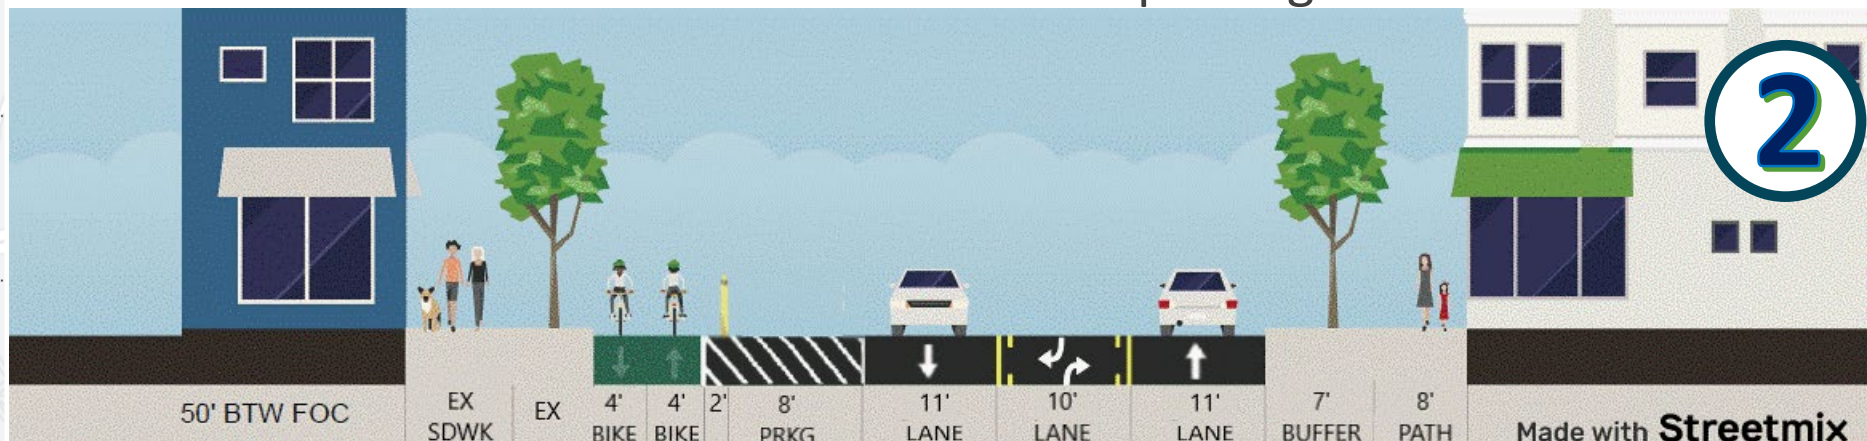 2
50' BTW FOC
EX SDWK
EX
4' BIKE
4' BIKE
2'
8' PRKG
11' LANE
10' LANE
11' LANE
7' BUFFER
8' PATH
Made with Streetmix